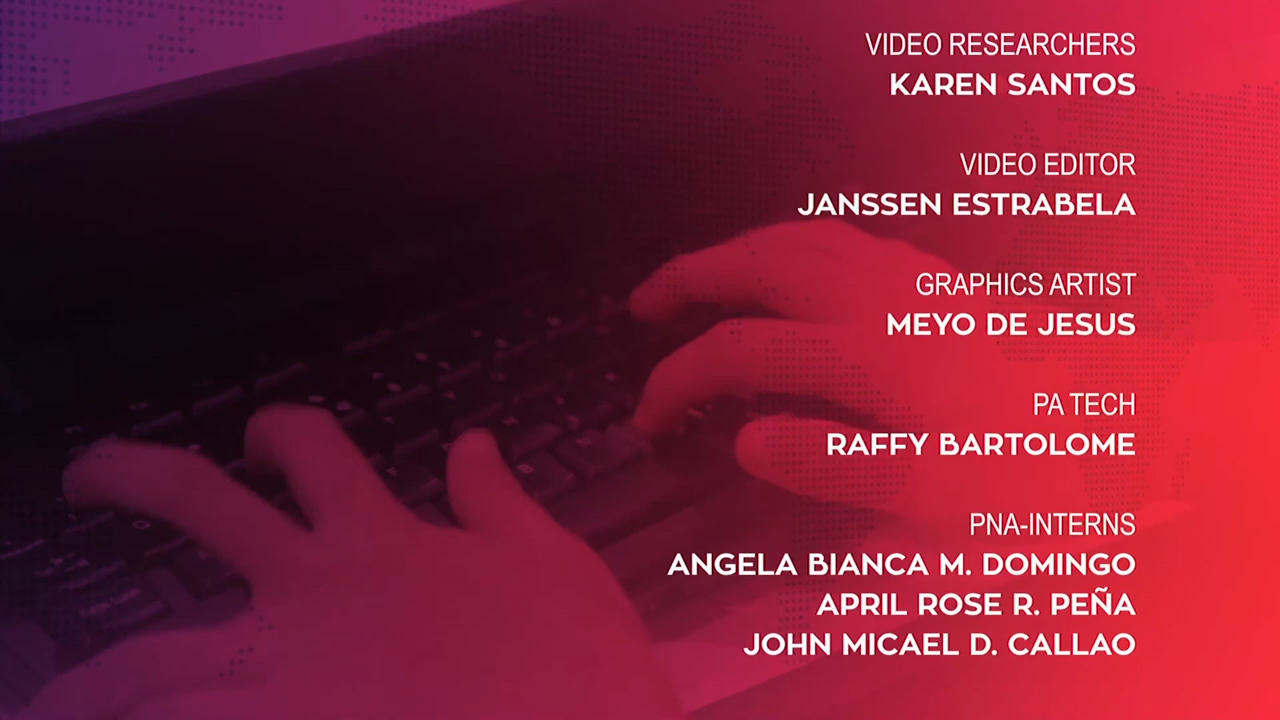 VIDEO RESEARCHERS
KAREN SANTOS
VIDEO EDITOR
JANSSEN ESTRABELA
GRAPHICS ARTIST
MEYO DE JESUS
PA TECH
RAFFY BARTOLOME
PNA-INTERNS
ANGELA BIANCA M. DOMINGO
APRIL ROSE R. PEÑA
JOHN MICAEL D. CALLAO